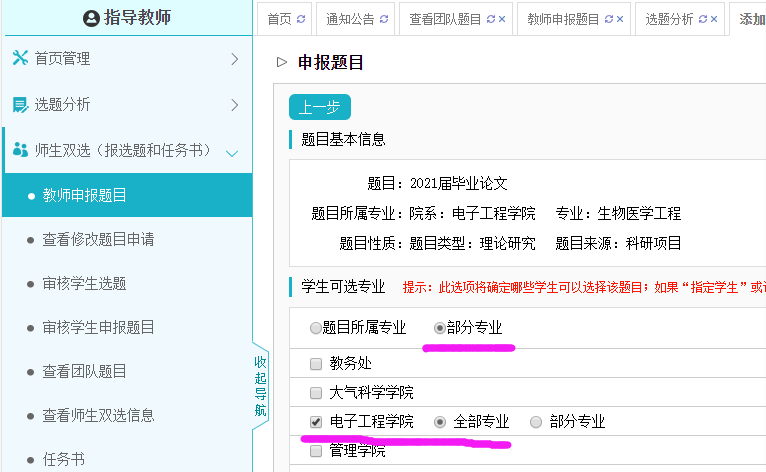 指导教师
首页 通知公告 查看团队题目 教师申报题目 选题分析 添加
首页管理
选题分析
师生双选（报选题和任务书）
教师申报题目
查看修改题目申请
审核学生选题
审核学生申报题目
查看团队题目
查看师生双选信息
任务书
收起导航
申报题目
上一步
题目基本信息
题目：2021届毕业论文
题目所属专业：院系：电子工程学院 专业：生物医学工程
题目性质：题目类型：理论研究 题目来源：科研项目
学生可选专业 提示：此选项将确定哪些学生可以选择该题目；如果“指定学生”或
题目所属专业 部分专业
教务处
大气科学学院
电子工程学院 全部专业 部分专业
管理学院